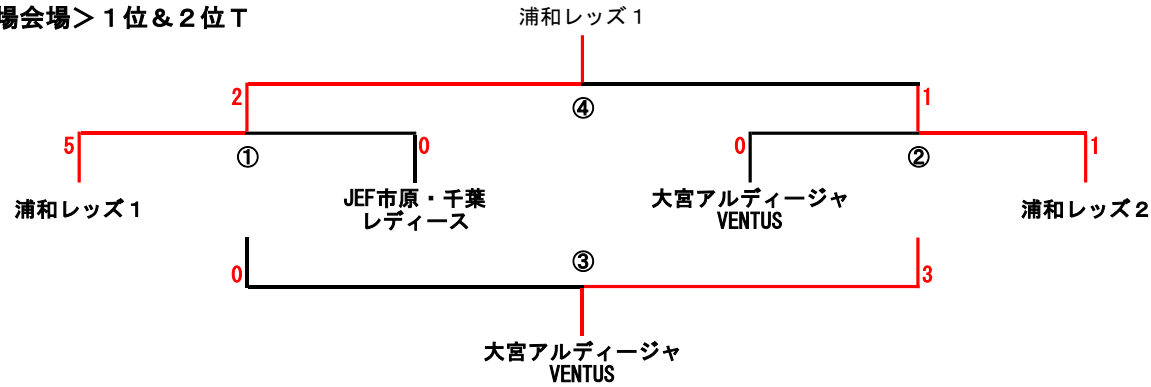 場会場＞１位＆２位Ｔ
浦和レッズ１
2
④
1
5
①
0
0
②
1
浦和レッズ１
JEF市原・千葉
レディース
大宮アルディージャ
VENTUS
浦和レッズ２
0
③
3
大宮アルディージャ
VENTUS